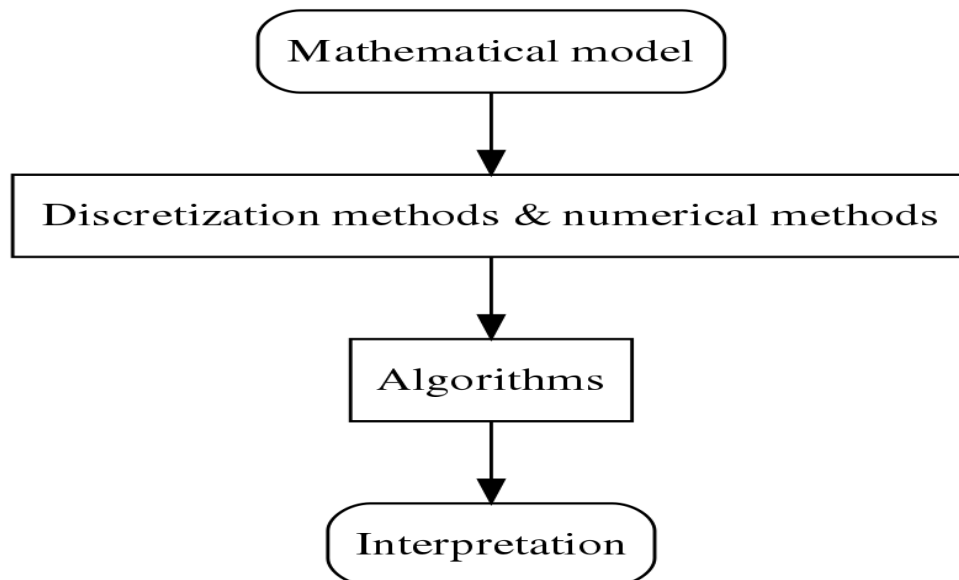 Mathematical model
Discretization methods & numerical methods
Algorithms
Interpretation